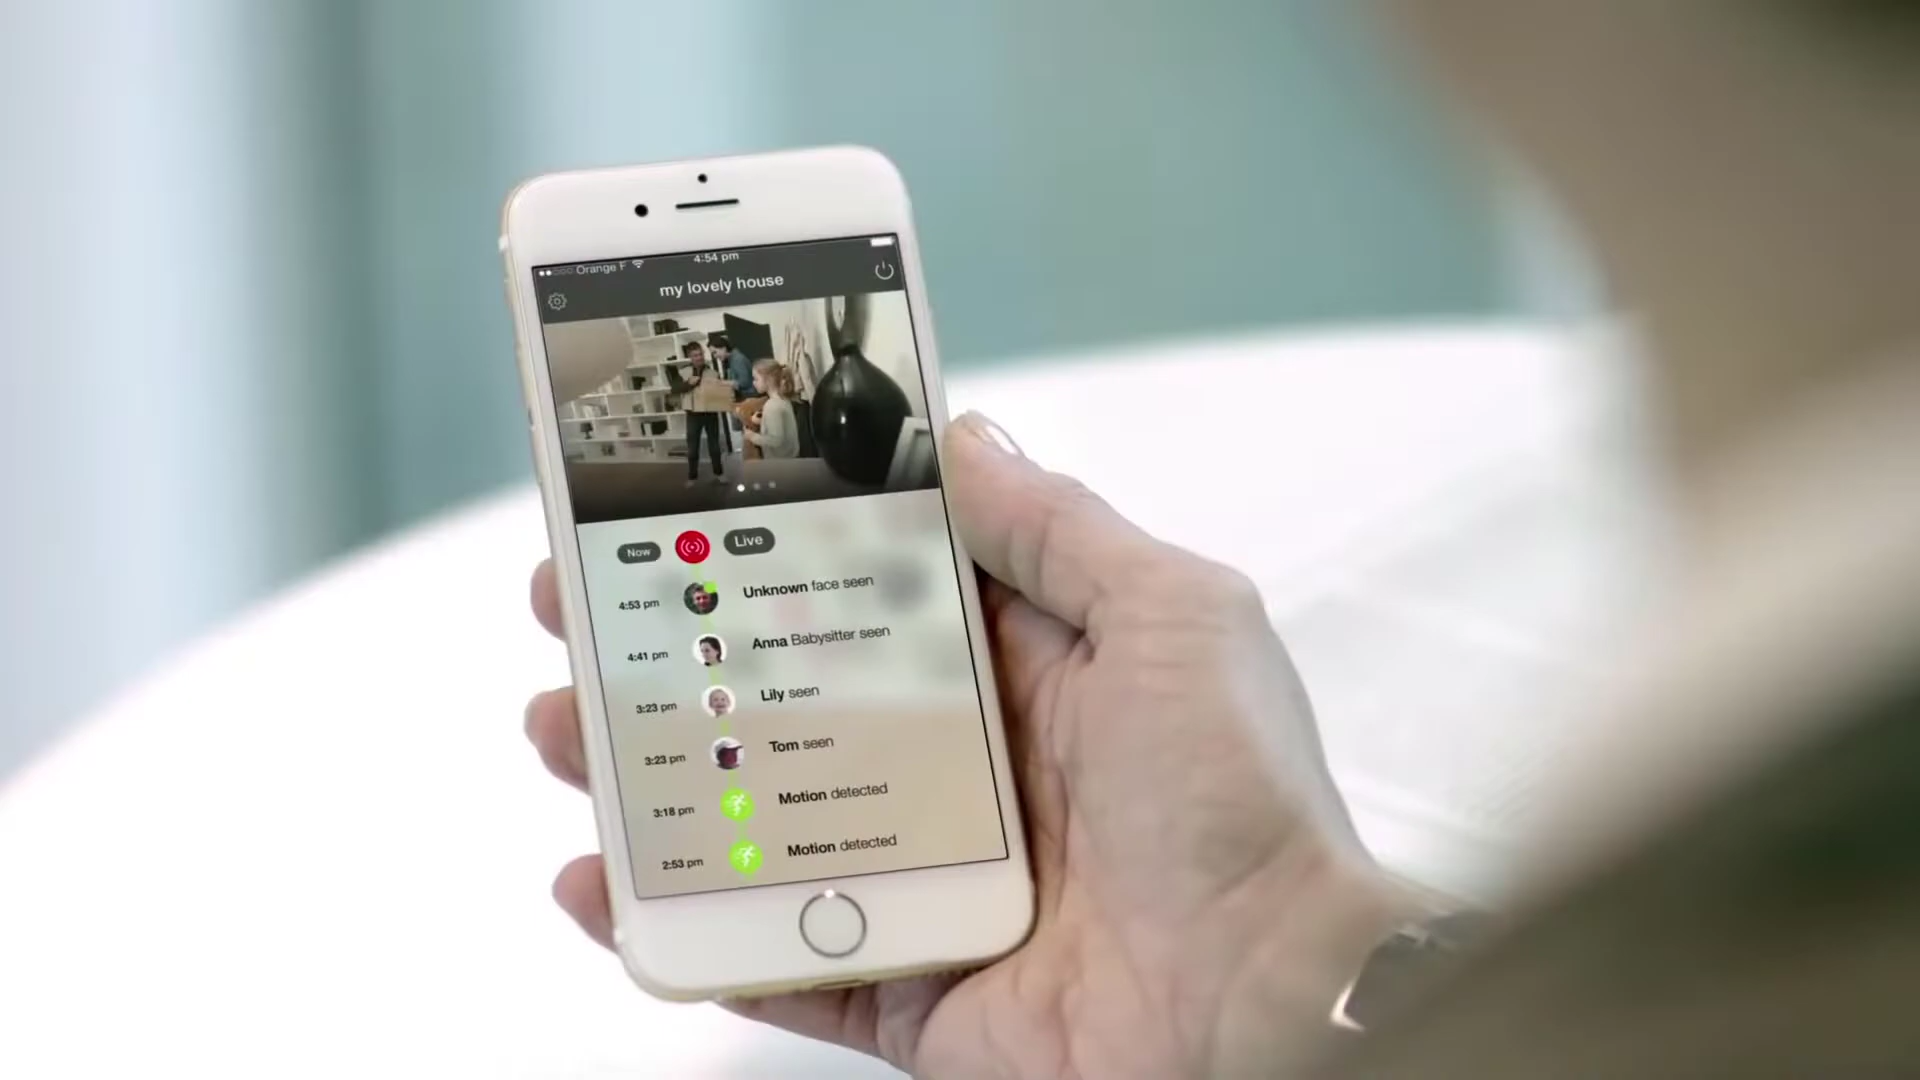 Orange F 4:54 pm
my lovely house
Now Live
4:53 pm Unknown face seen
4:41 pm Anna Babysitter seen
3:23 pm Lily seen
3:23 pm Tom seen
3:18 pm Motion detected
2:53 pm Motion detected